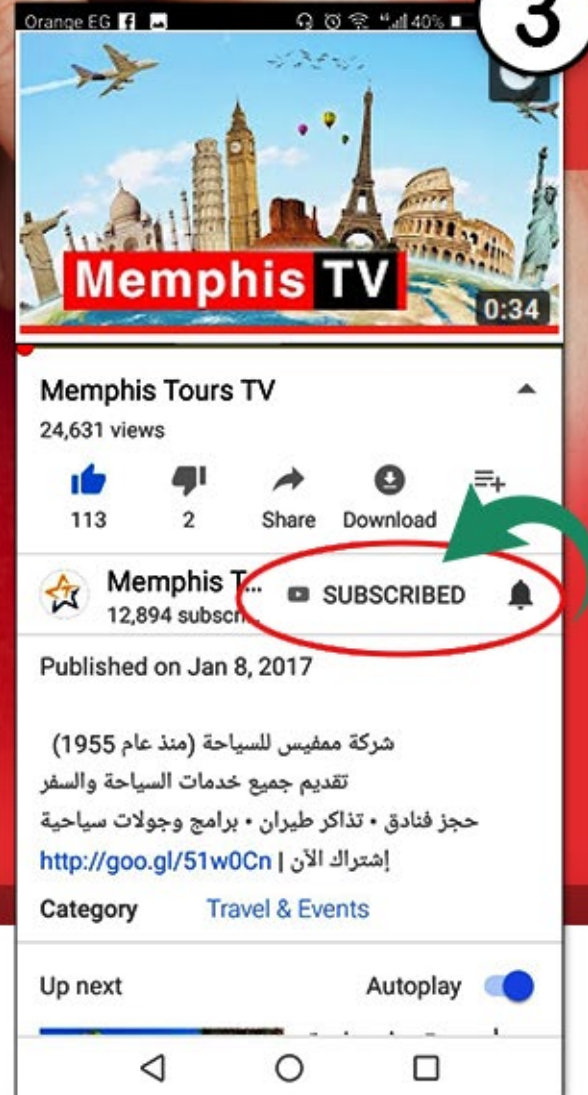 3
Orange EG 40%
Memphis TV
0:34
Memphis Tours TV
24,631 views
113 2 Share Download
Memphis T... SUBSCRIBED
12,894 subscr...
Published on Jan 8, 2017
شركة ممفيس للسياحة (منذ عام 1955)
تقديم جميع خدمات السياحة والسفر
حجز فنادق • تذاكر طيران • برامج وجولات سياحية
إشتراك الآن | http://goo.gl/51w0Cn
Category Travel & Events
Up next Autoplay